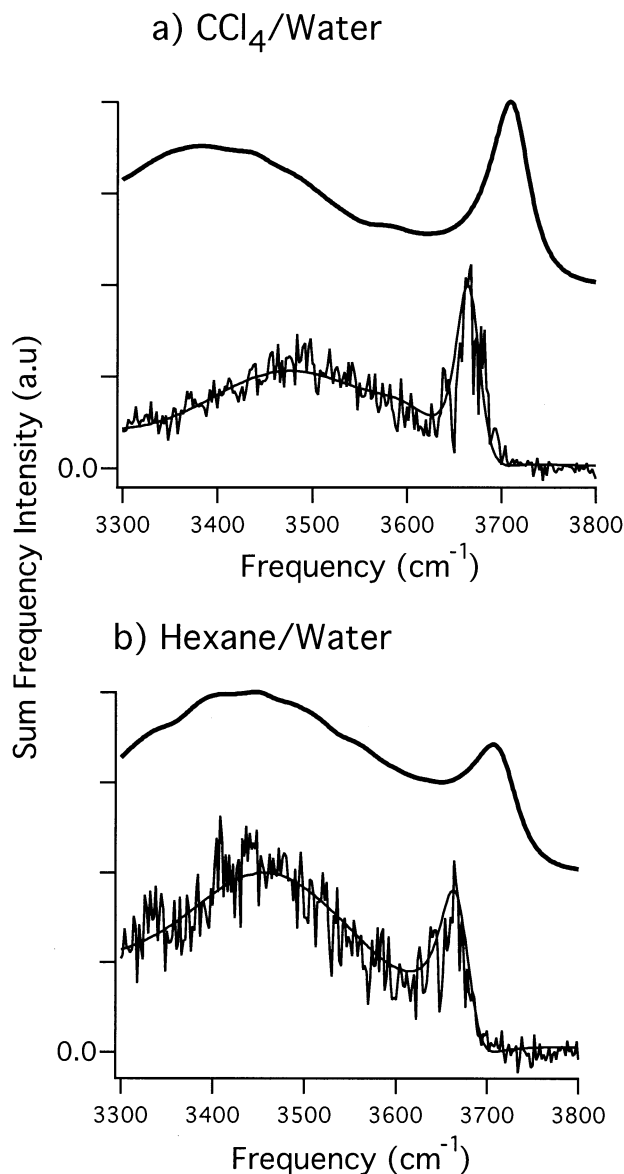 a) CCl4/Water
Sum Frequency Intensity (a.u)
0.0
3300 3400 3500 3600 3700 3800
Frequency (cm-1)
b) Hexane/Water
0.0
3300 3400 3500 3600 3700 3800
Frequency (cm-1)